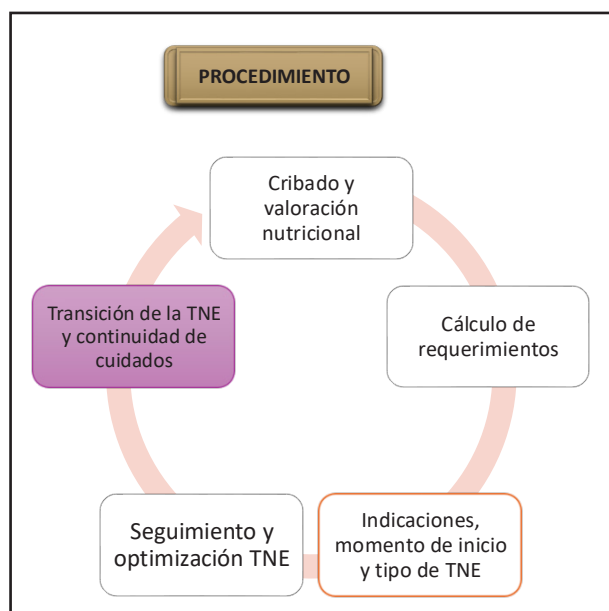 PROCEDIMIENTO
Cribado y
valoración
nutricional
Cálculo de
requerimientos
Indicaciones,
momento de inicio
y tipo de TNE
Seguimiento y
optimización TNE
Transición de la TNE
y continuidad de
cuidados